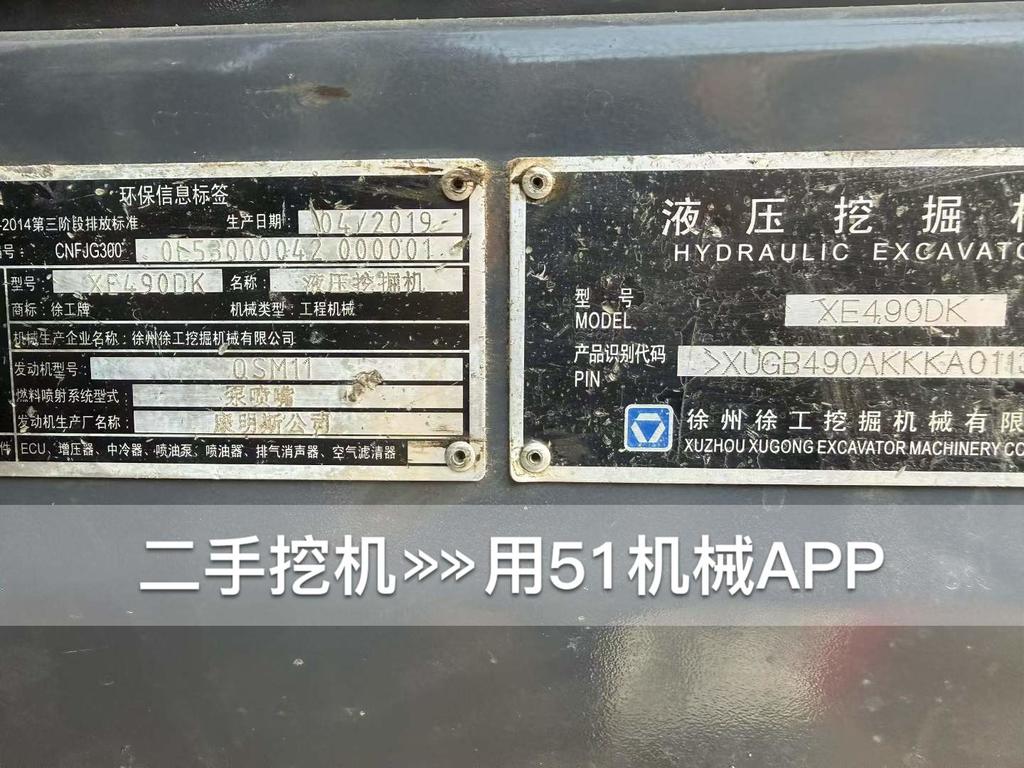 环保信息标签
-2014第三阶段排放标准 生产日期 04/2019
号: CNFJG300 0E53000042 000001
型号: XE490DK 名称: 液压挖掘机
商标: 徐工牌 机械类型: 工程机械
机械生产企业名称: 徐州徐工挖掘机械有限公司
发动机型号: QSM11
燃料喷射系统型式: 泵喷嘴
发动机生产厂名称: 康明斯公司
件 ECU、增压器、中冷器、喷油泵、喷油器、排气消声器、空气滤清器
液压挖掘
HYDRAULIC EXCAVATO
型号
MODEL XE490DK
产品识别代码
PIN >XUGB490AKKKA0113
徐州徐工挖掘机械有限
XUZHOU XUGONG EXCAVATOR MACHINERY CO
二手挖机>>>>用51机械APP